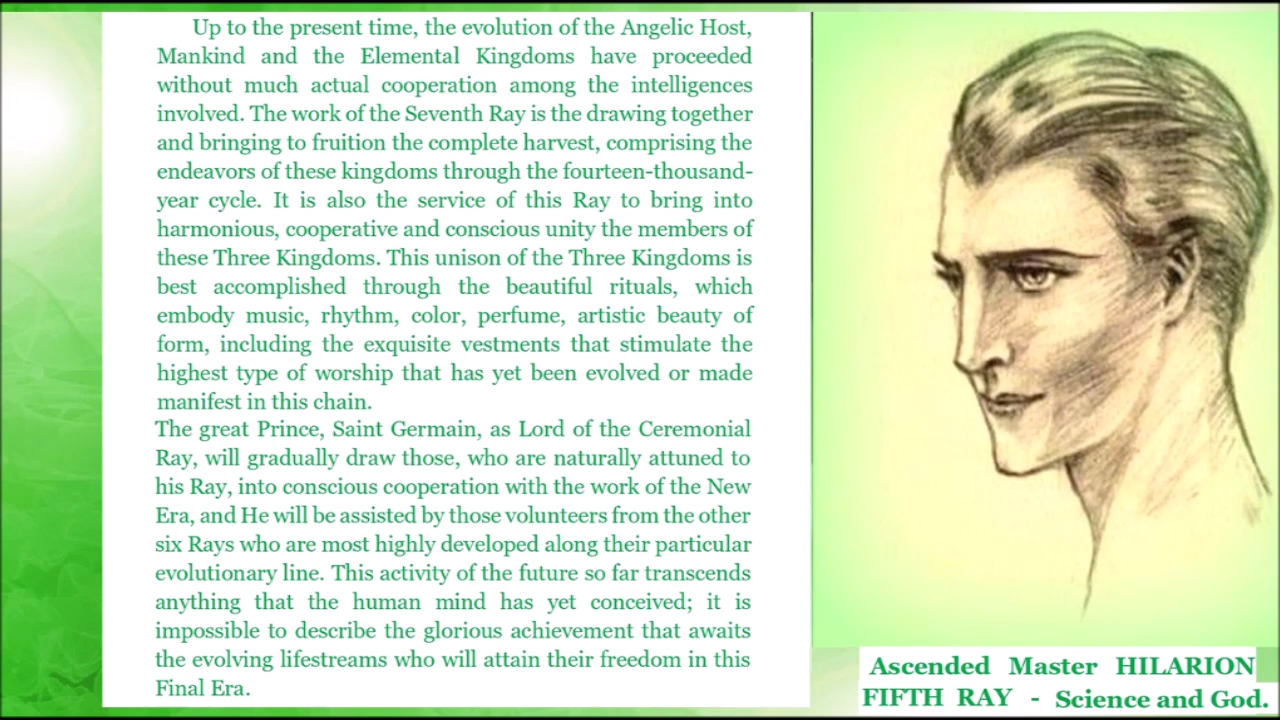 Up to the present time, the evolution of the Angelic Host,
Mankind and the Elemental Kingdoms have proceeded
without much actual cooperation among the intelligences
involved. The work of the Seventh Ray is the drawing together
and bringing to fruition the complete harvest, comprising the
endeavors of these kingdoms through the fourteen-thousand-
year cycle. It is also the service of this Ray to bring into
harmonious, cooperative and conscious unity the members of
these Three Kingdoms. This unison of the Three Kingdoms is
best accomplished through the beautiful rituals, which
embody music, rhythm, color, perfume, artistic beauty of
form, including the exquisite vestments that stimulate the
highest type of worship that has yet been evolved or made
manifest in this chain.
The great Prince, Saint Germain, as Lord of the Ceremonial
Ray, will gradually draw those, who are naturally attuned to
his Ray, into conscious cooperation with the work of the New
Era, and He will be assisted by those volunteers from the other
six Rays who are most highly developed along their particular
evolutionary line. This activity of the future so far transcends
anything that the human mind has yet conceived; it is
impossible to describe the glorious achievement that awaits
the evolving lifestreams who will attain their freedom in this
Final Era.
Ascended Master HILARION
FIFTH RAY - Science and God.